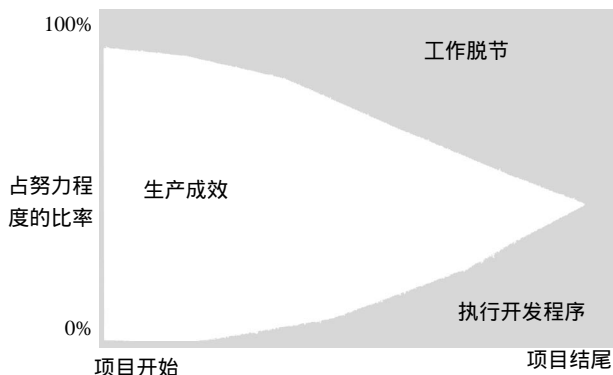 100%
工作脱节
占努力程
度的比率
生产成效
执行开发程序
0%
项目开始
项目结尾